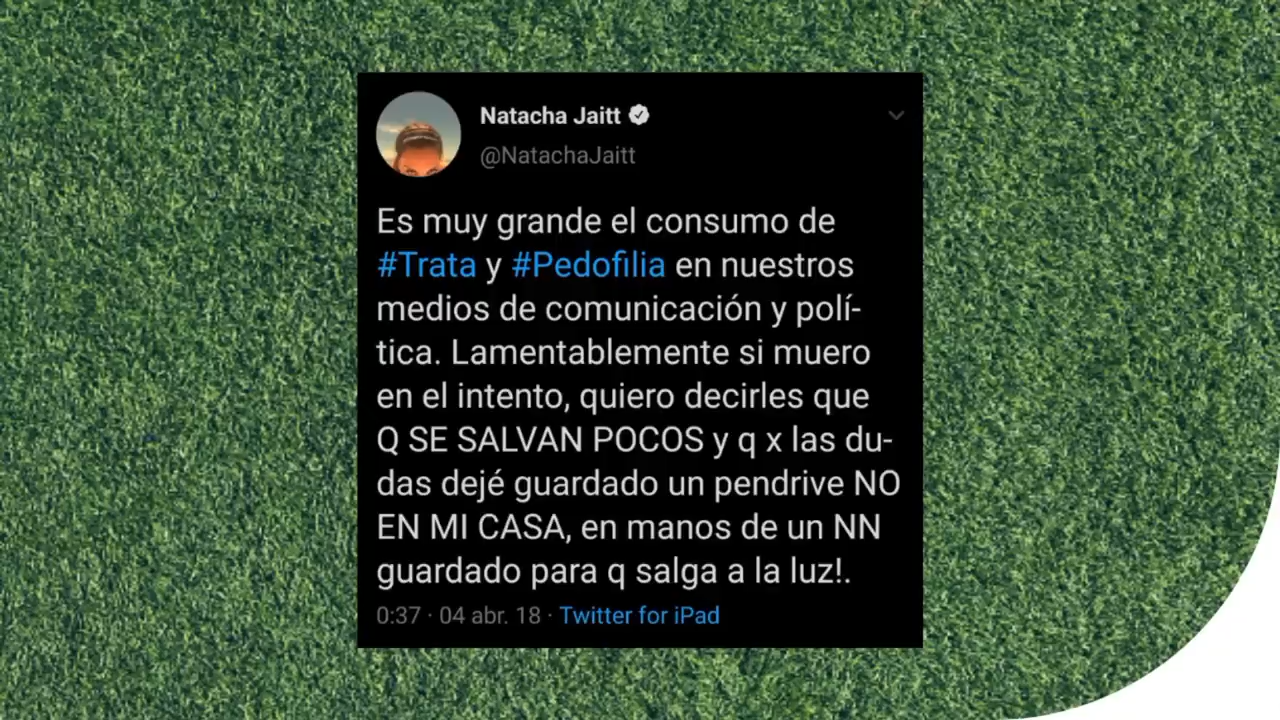 Natacha Jaitt
@NatachaJaitt
Es muy grande el consumo de
#Trata y #Pedofilia en nuestros
medios de comunicación y polí-
tica. Lamentablemente si muero
en el intento, quiero decirles que
Q SE SALVAN POCOS y q x las du-
das dejé guardado un pendrive NO
EN MI CASA, en manos de un NN
guardado para q salga a la luz!.
0:37 · 04 abr. 18 · Twitter for iPad